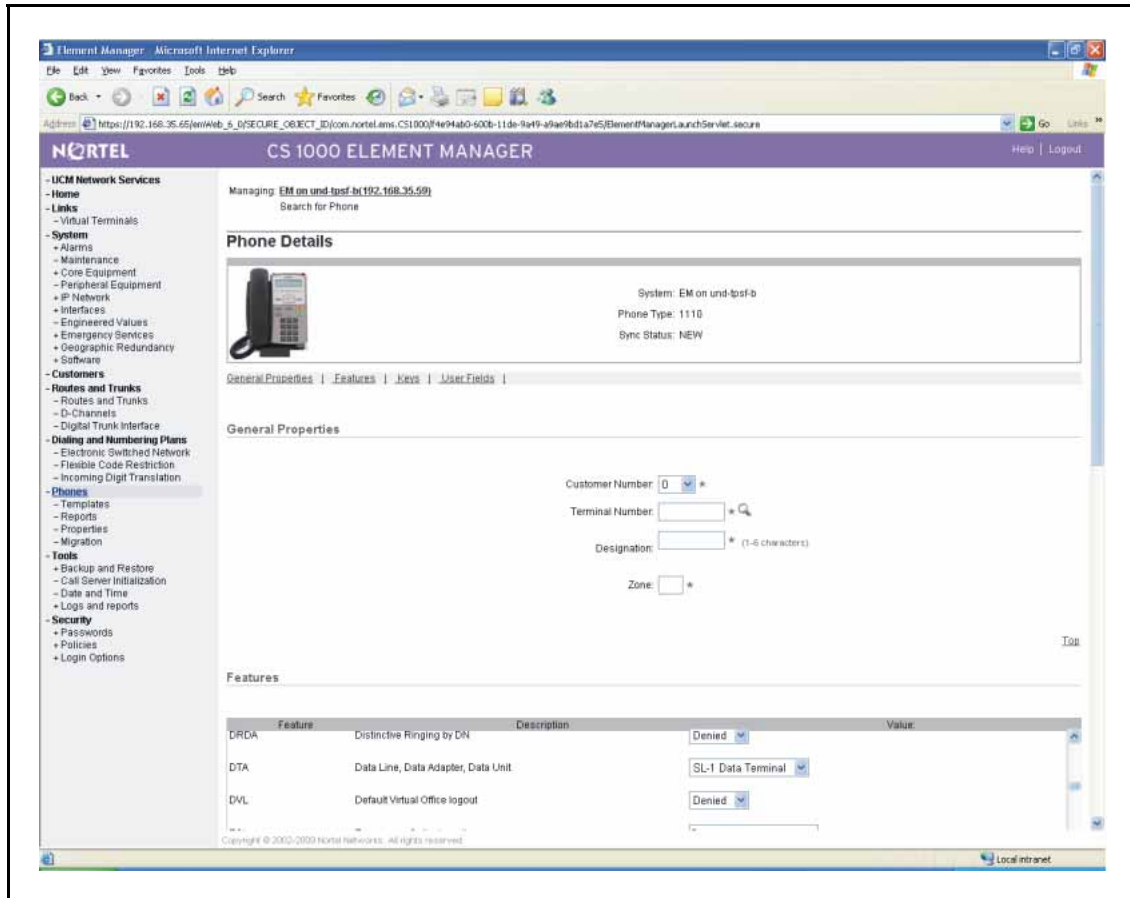 Element Manager - Microsoft Internet Explorer
File Edit View Favorites Tools Help
Back Search Favorites
Address https://192.168.35.65/emWeb_6_0/SECURE_OBJECT_ID/com.nortel.ems.CS1000/f4e94ab0-600b-11de-9a49-a9ae9bd1a7e5/ElementManagerLaunchServlet.secure Go Links »
NORTEL CS 1000 ELEMENT MANAGER Help | Logout
- UCM Network Services
- Home
- Links
- Virtual Terminals
- System
+ Alarms
- Maintenance
+ Core Equipment
- Peripheral Equipment
+ IP Network
+ Interfaces
- Engineered Values
+ Emergency Services
+ Geographic Redundancy
+ Software
- Customers
- Routes and Trunks
- Routes and Trunks
- D-Channels
- Digital Trunk Interface
- Dialing and Numbering Plans
- Electronic Switched Network
- Flexible Code Restriction
- Incoming Digit Translation
- Phones
- Templates
- Reports
- Properties
- Migration
- Tools
+ Backup and Restore
- Call Server Initialization
- Date and Time
+ Logs and reports
- Security
+ Passwords
+ Policies
+ Login Options
Managing: EM on und-tpsf-b(192.168.35.59)
Search for Phone
Phone Details
System: EM on und-tpsf-b
Phone Type: 1110
Sync Status: NEW
General Properties | Features | Keys | User Fields |
General Properties
Customer Number: 0 *
Terminal Number: *
Designation: * (1-6 characters)
Zone: *
Top
Features
Feature Description Value
DRDA Distinctive Ringing by DN Denied
DTA Data Line, Data Adapter, Data Unit SL-1 Data Terminal
DVL Default Virtual Office logout Denied
Copyright © 2002-2009 Nortel Networks. All rights reserved.
Local intranet